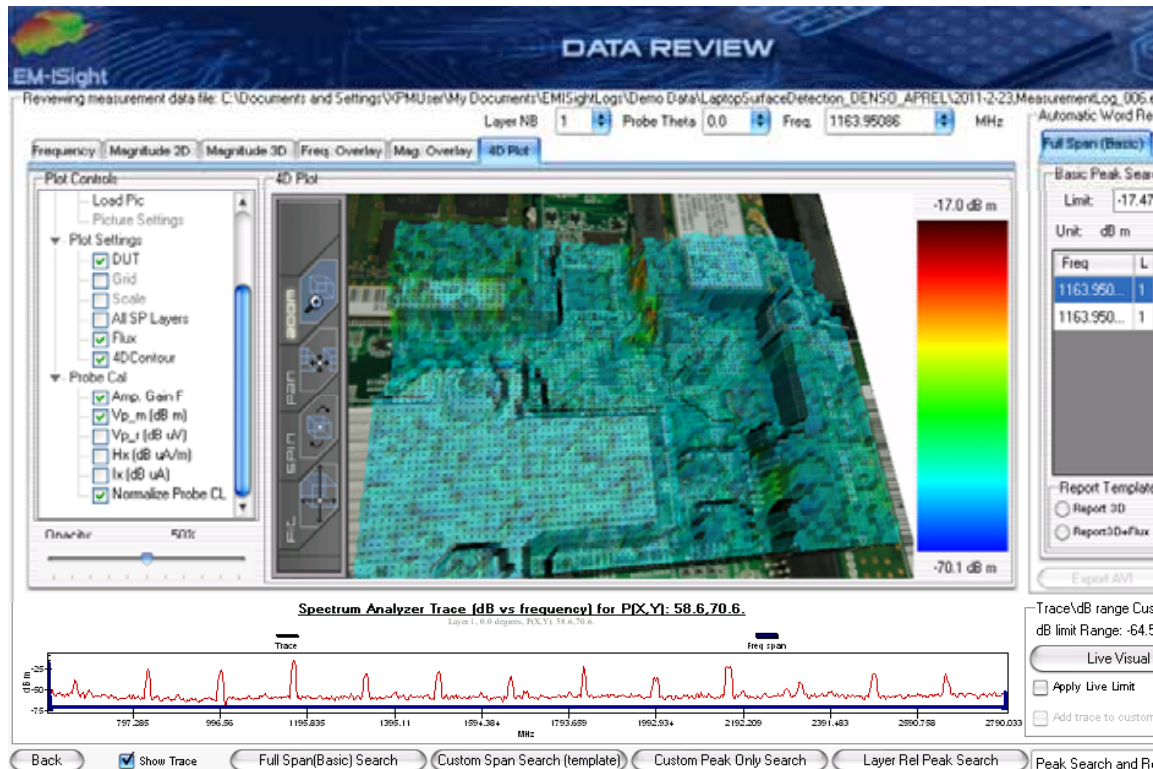 DATA REVIEW
EM-ISight
Reviewing measurement data file: C:\Documents and Settings\XPMUser\My Documents\EMISightLogs\Demo Data\LaptopSurfaceDetection_DENSO_APREL\2011-2-23,MeasurementLog_006.e
Layer NB 1 Probe Theta 0.0 Freq. 1163.95086 MHz
Automatic Word Re
Frequency Magnitude 2D Magnitude 3D Freq. Overlay Mag. Overlay 4D Plot
Full Span (Basic)
Plot Controls
4D Plot
Basic Peak Sear
Load Pic
Picture Settings
Plot Settings
DUT
Grid
Scale
All SP Layers
Flux
4DContour
Probe Cal
Amp. Gain F
Vp_m (dB m)
Vp_r (dB uV)
Hx (dB uA/m)
Ix (dB uA)
Normalize Probe CL
Opacity: 50%
ZOOM
PAN
SPIN
-17.0 dB m
-70.1 dB m
Limit: -17.47
Unit: dB m
Freq L
1163.950... 1
1163.950... 1
Report Template
Report 3D
Report3D+Flux
Export AVI
Spectrum Analyzer Trace (dB vs frequency) for P(X,Y): 58.6,70.6.
Layer 1, 0.0 degrees, P(X,Y): 58.6,70.6.
Trace Freq span
dB m
-25
-50
-75
797.285 996.56 1195.835 1395.11 1594.384 1793.659 1992.934 2192.209 2391.483 2590.758 2790.033
MHz
Trace\dB range Cus
dB limit Range: -64.5
Live Visual
Apply Live Limit
Add trace to custom
Back Show Trace Full Span(Basic) Search Custom Span Search (template) Custom Peak Only Search Layer Rel Peak Search Peak Search and Re